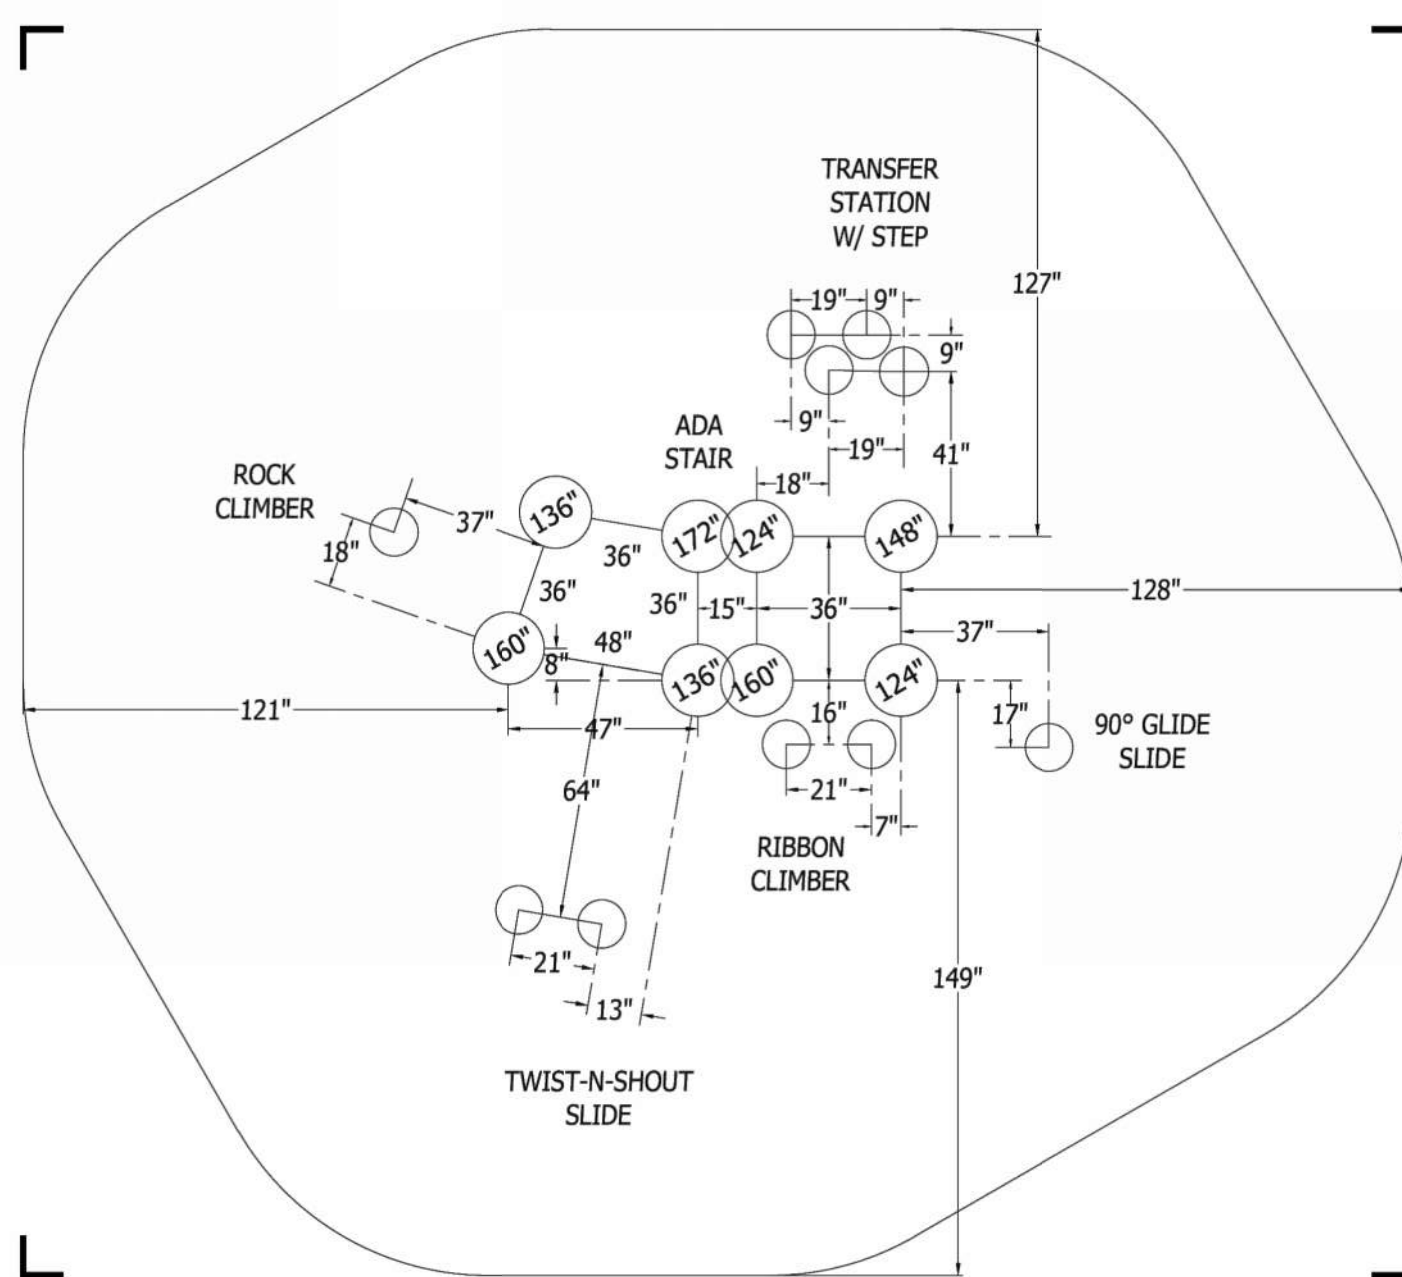 TRANSFER
STATION
W/ STEP
127"
19"
9"
9"
9"
19"
41"
ADA
STAIR
18"
ROCK
CLIMBER
37"
18"
136"
172"
124"
148"
36"
36"
36"
15"
36"
128"
37"
160"
48"
8"
136"
160"
124"
121"
47"
16"
17"
90° GLIDE
SLIDE
64"
21"
7"
RIBBON
CLIMBER
21"
13"
149"
TWIST-N-SHOUT
SLIDE